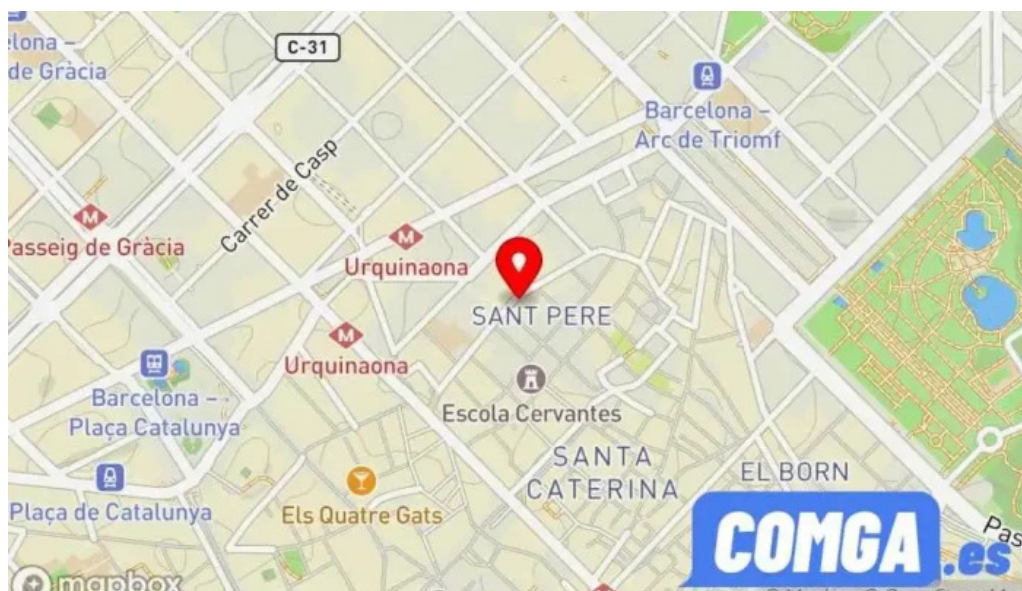 elona –
de Gràcia
C-31
Barcelona –
Arc de Triomf
Carrer de Casp
M
Passeig de Gràcia
M
Urquinaona
SANT PERE
M
Urquinaona
Barcelona –
Plaça Catalunya
Escola Cervantes
SANTA
CATERINA
EL BORN
Plaça de Catalunya
Els Quatre Gats
COMGA
.es
Pas
mapbox